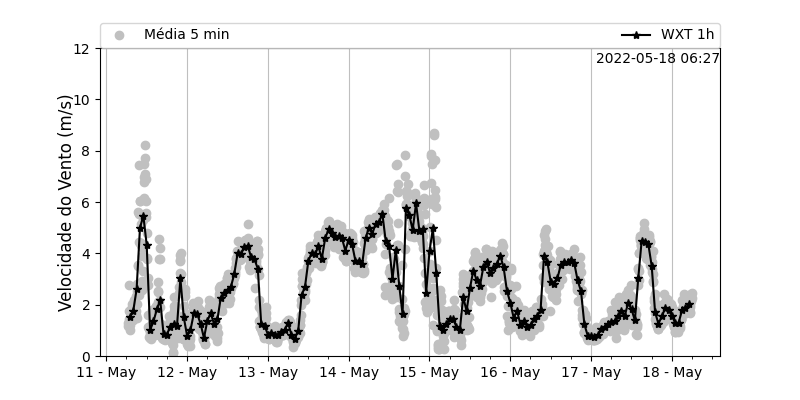 Média 5 min
WXT 1h
2022-05-18 06:27
Velocidade do Vento (m/s)
12
10
8
6
4
2
0
11 - May
12 - May
13 - May
14 - May
15 - May
16 - May
17 - May
18 - May